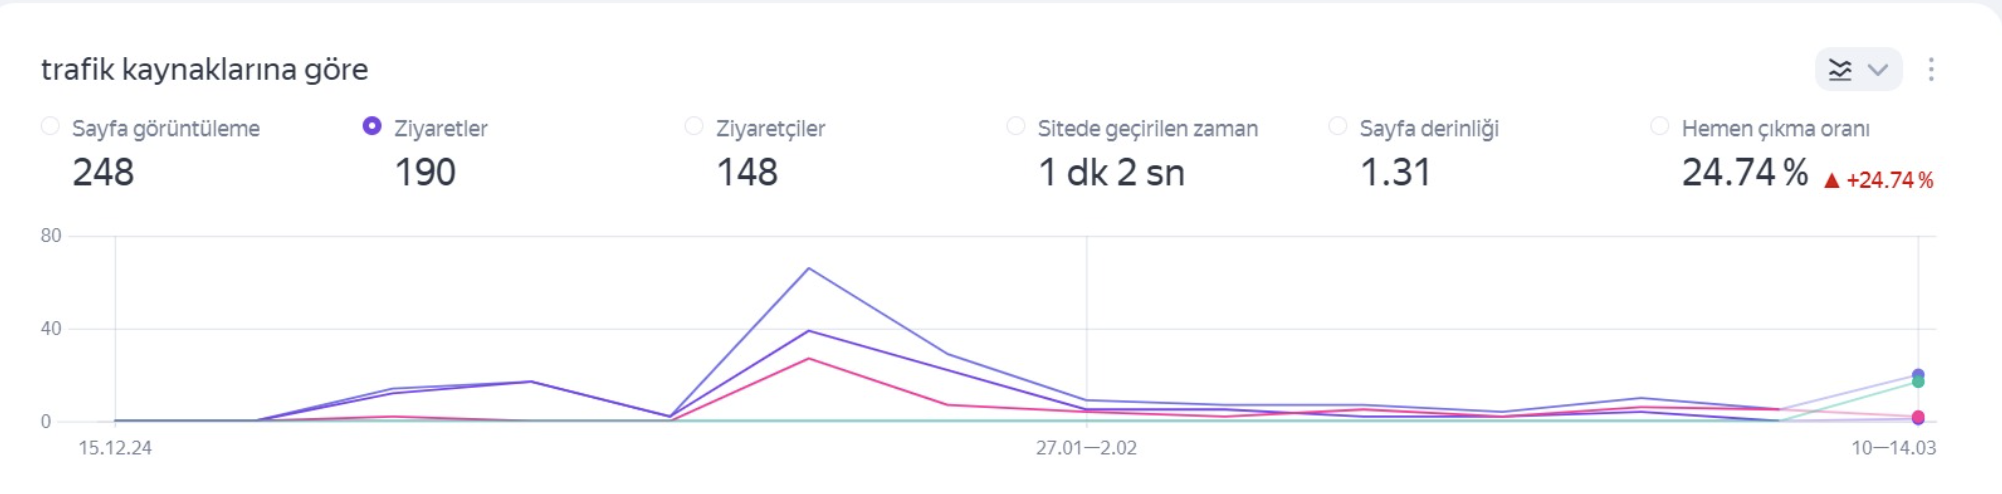 trafik kaynaklarına göre
Sayfa görüntüleme
248
Ziyaretler
190
Ziyaretçiler
148
Sitede geçirilen zaman
1 dk 2 sn
Sayfa derinliği
1.31
Hemen çıkma oranı
24.74 % ▲ +24.74 %
80
40
0
15.12.24 27.01—2.02 10—14.03